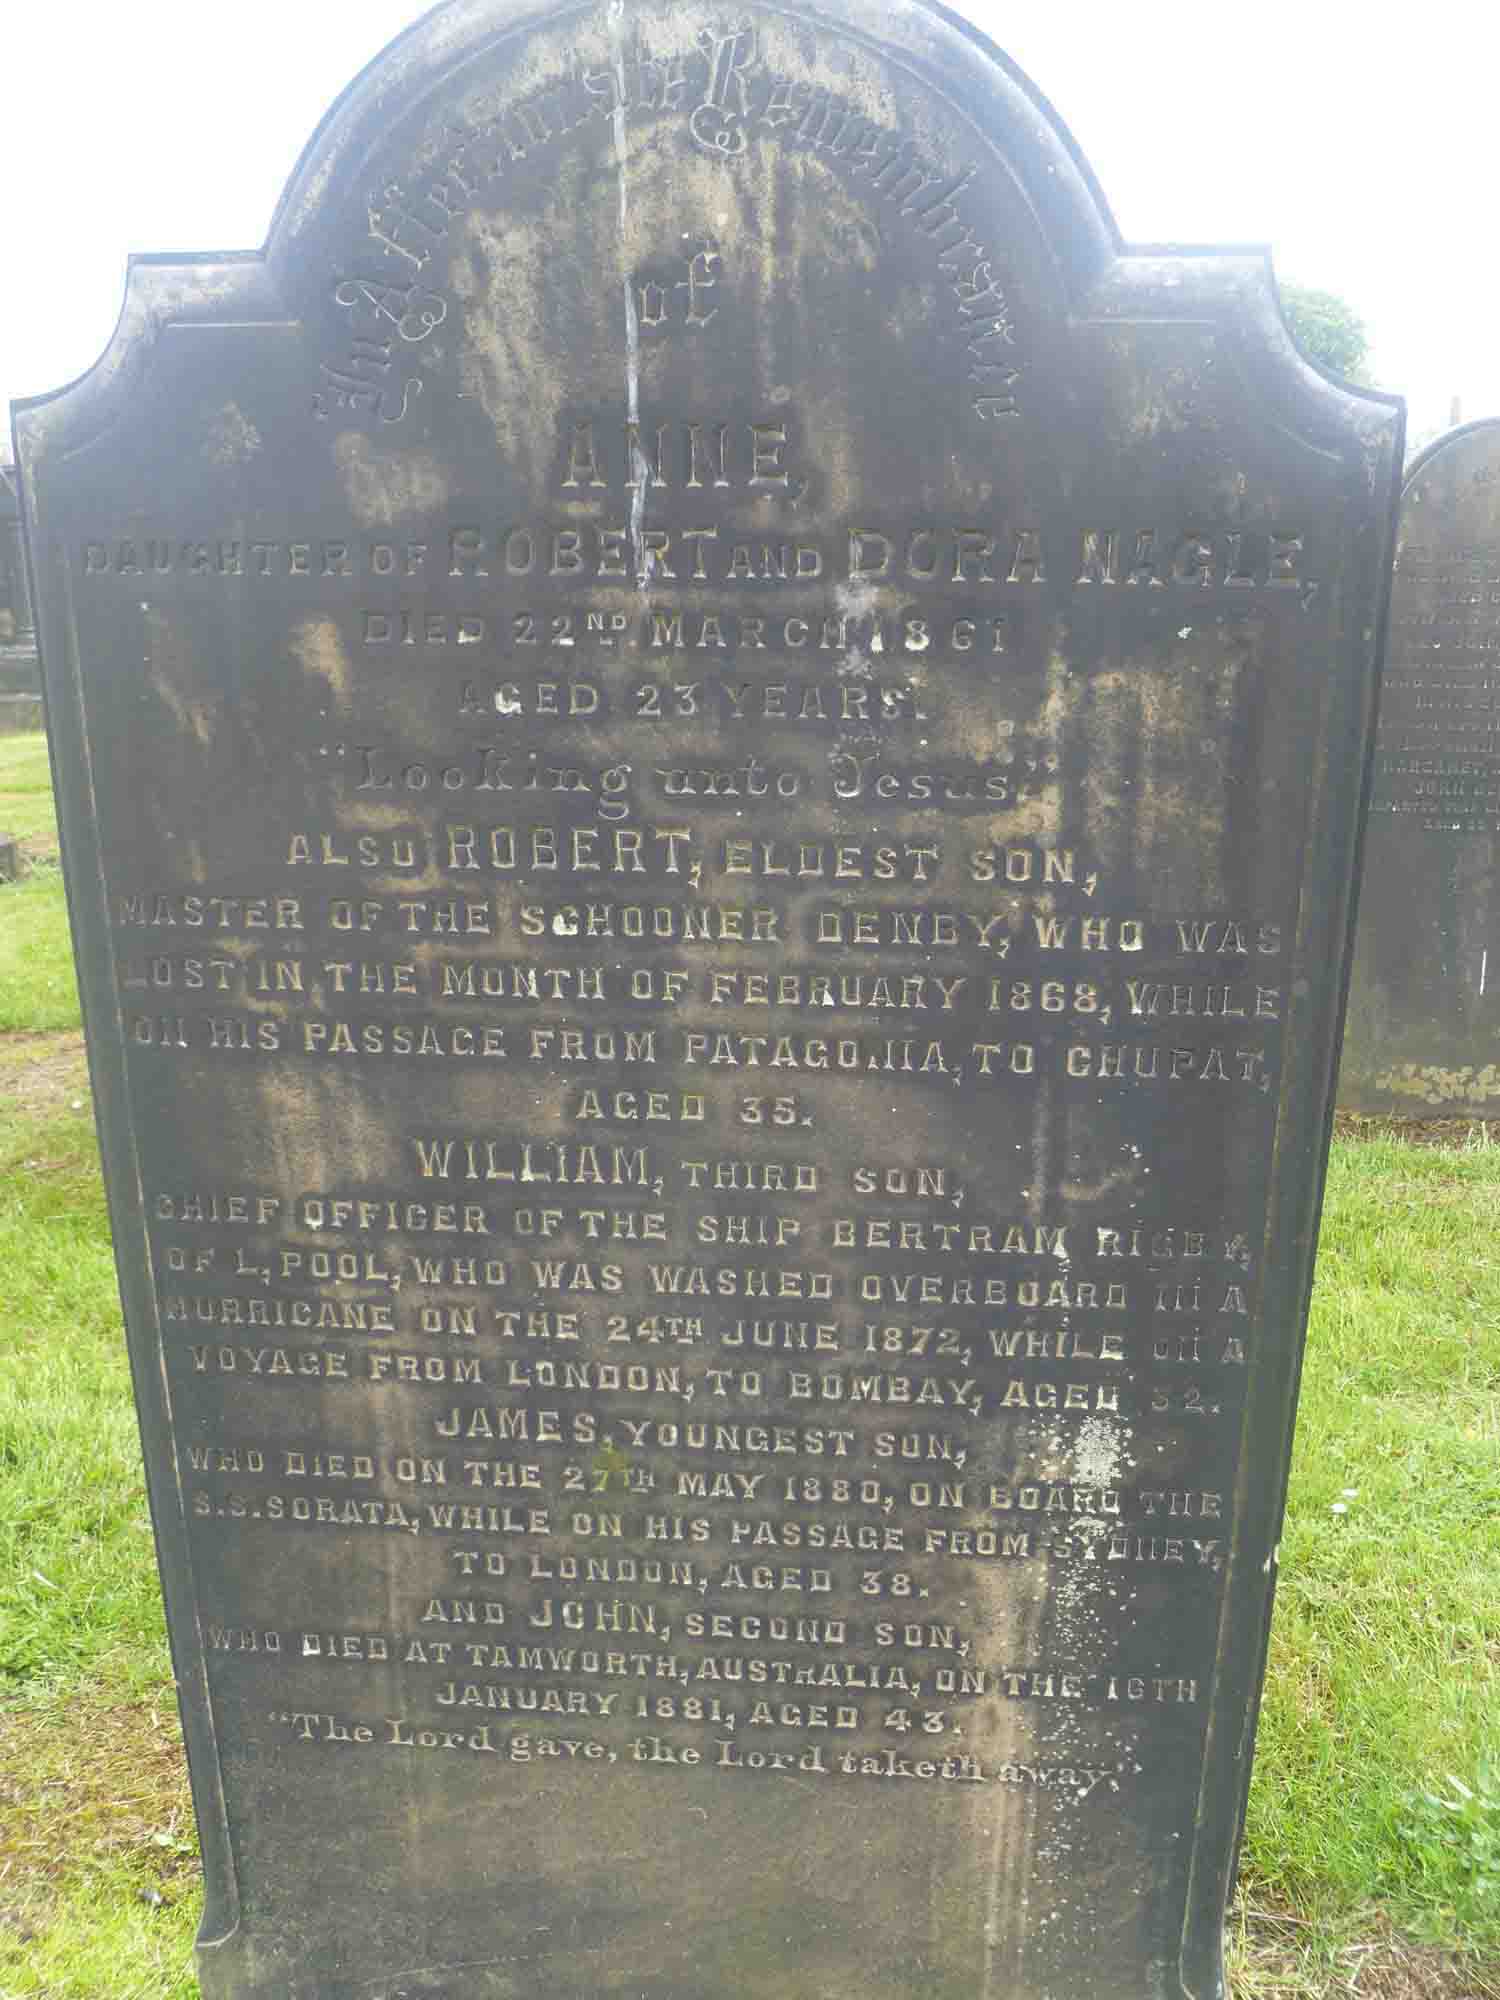 In Affectionate Remembrance
of
ANNE,
DAUGHTER OF ROBERT AND DORA NAGLE,
DIED 22ND MARCH 1861
AGED 23 YEARS.
"Looking unto Jesus."
ALSO ROBERT, ELDEST SON,
MASTER OF THE SCHOONER DENBY, WHO WAS
LOST IN THE MONTH OF FEBRUARY 1868, WHILE
ON HIS PASSAGE FROM PATAGONIA, TO CHUPAT,
AGED 35.
WILLIAM, THIRD SON,
CHIEF OFFICER OF THE SHIP BERTRAM RIGBY,
OF L,POOL, WHO WAS WASHED OVERBOARD IN A
HURRICANE ON THE 24TH JUNE 1872, WHILE ON A
VOYAGE FROM LONDON, TO BOMBAY, AGED 32.
JAMES, YOUNGEST SON,
WHO DIED ON THE 27TH MAY 1880, ON BOARD THE
S.S. SORATA, WHILE ON HIS PASSAGE FROM SYDNEY,
TO LONDON, AGED 38.
AND JOHN, SECOND SON,
WHO DIED AT TAMWORTH, AUSTRALIA, ON THE 16TH
JANUARY 1881, AGED 43.
"The Lord gave, the Lord taketh away."
MARGARET,
JOHN